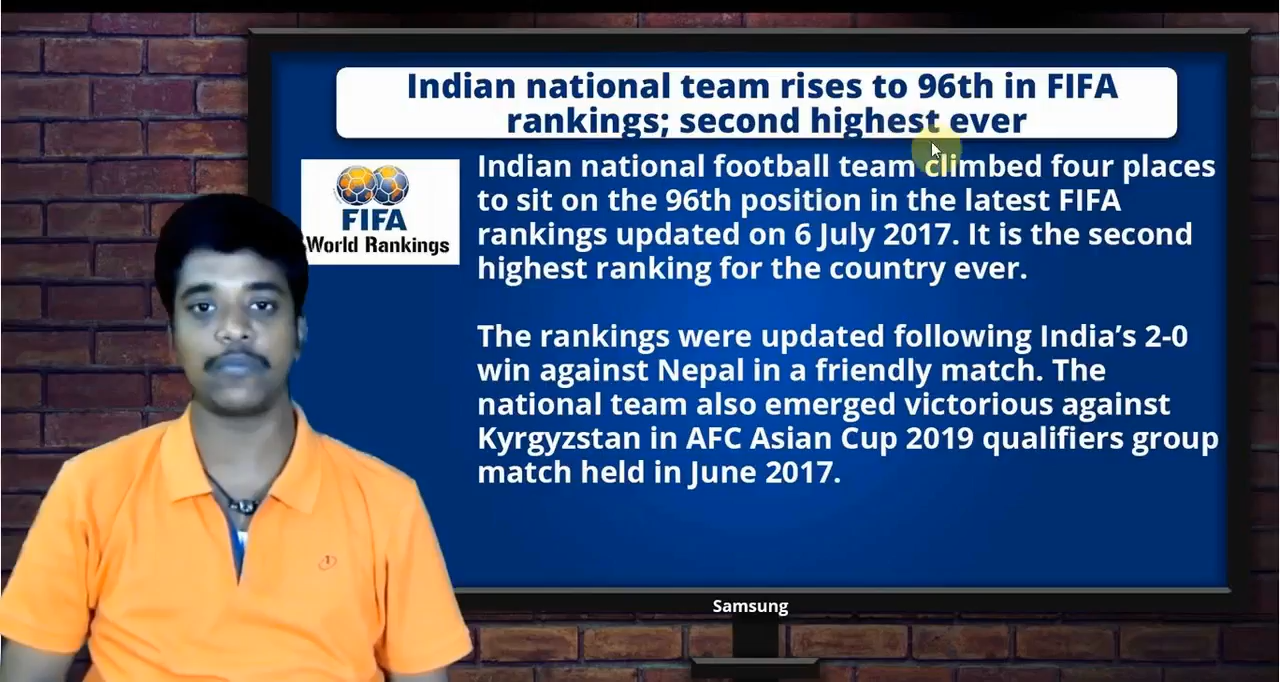 Indian national team rises to 96th in FIFA
rankings; second highest ever
FIFA
World Rankings
Indian national football team climbed four places
to sit on the 96th position in the latest FIFA
rankings updated on 6 July 2017. It is the second
highest ranking for the country ever.
The rankings were updated following India’s 2-0
win against Nepal in a friendly match. The
national team also emerged victorious against
Kyrgyzstan in AFC Asian Cup 2019 qualifiers group
match held in June 2017.
Samsung